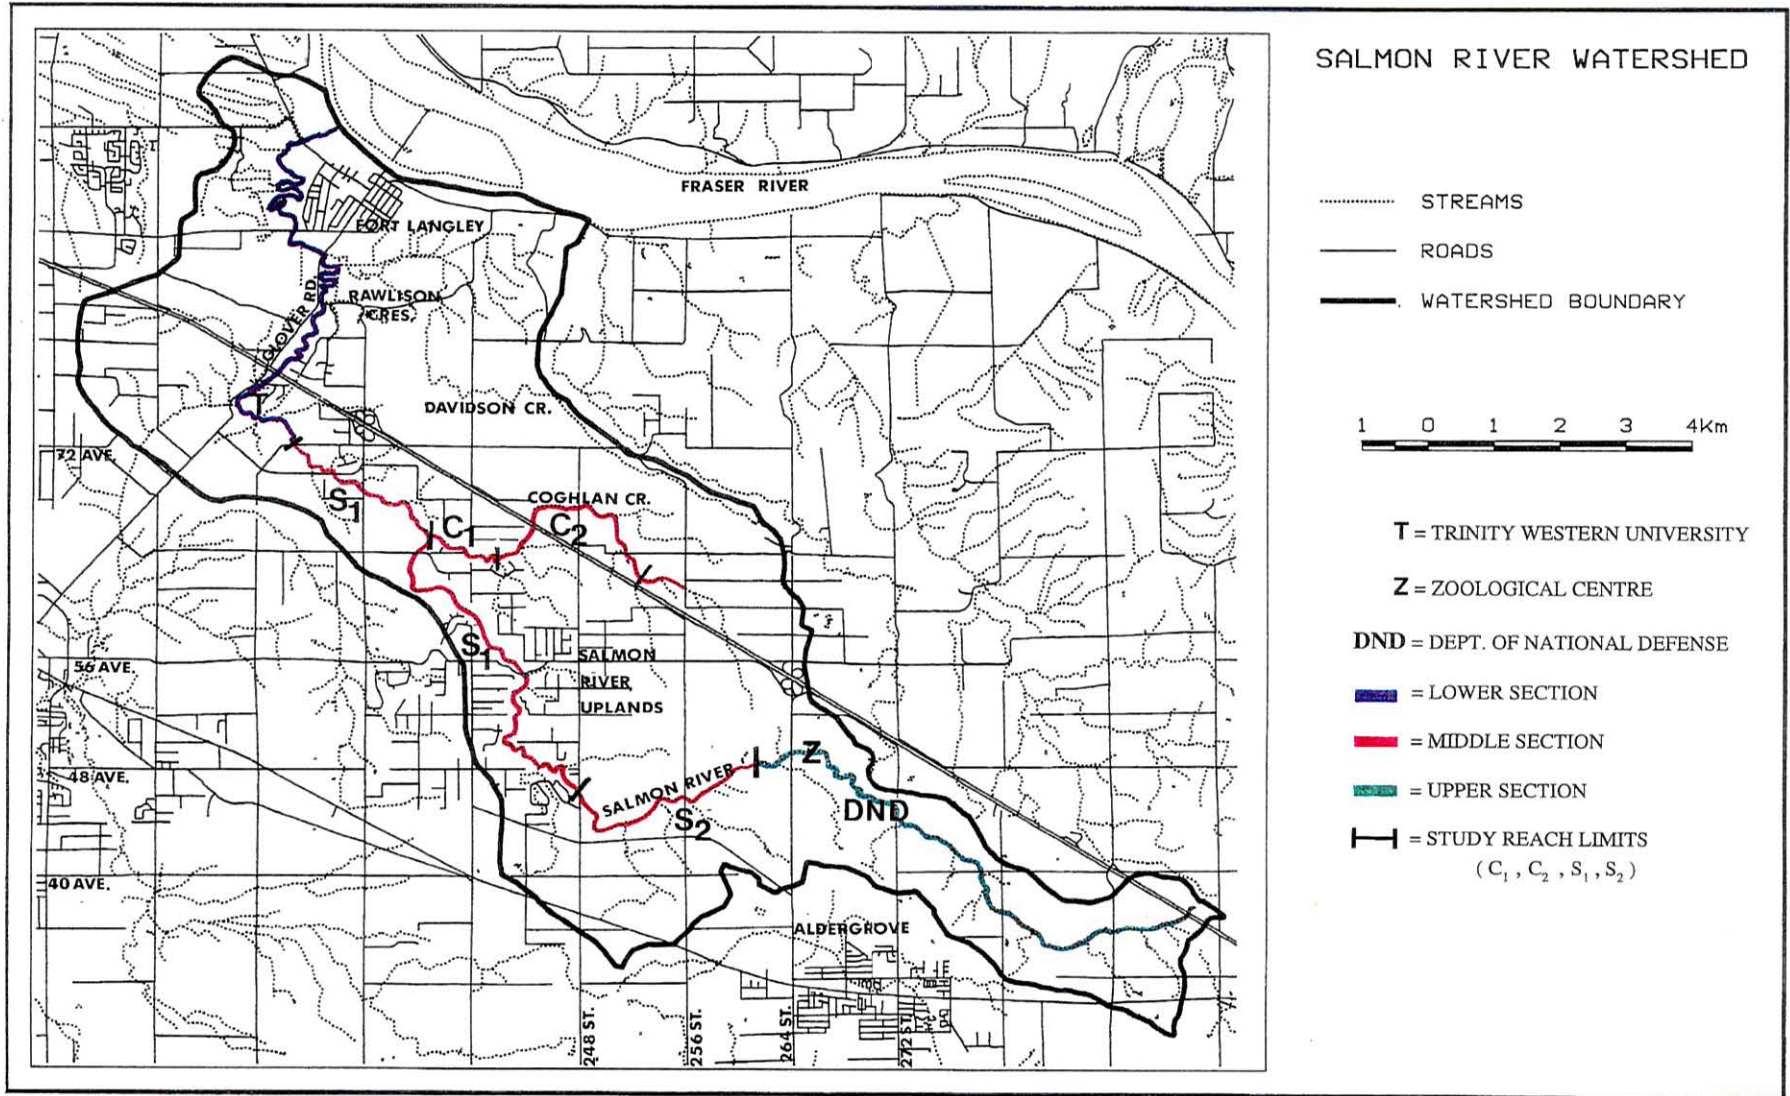 SALMON RIVER WATERSHED
FRASER RIVER
FORT LANGLEY
GLOVER RD.
RAWLISON
CRES.
T
DAVIDSON CR.
72 AVE.
S1
C1
COGHLAN CR.
C2
S1
SALMON
RIVER
UPLANDS
56 AVE.
48 AVE.
SALMON RIVER
S2
Z
DND
40 AVE.
ALDERGROVE
248 ST.
256 ST.
264 ST.
272 ST.
STREAMS
ROADS
WATERSHED BOUNDARY
1 0 1 2 3 4Km
T = TRINITY WESTERN UNIVERSITY
Z = ZOOLOGICAL CENTRE
DND = DEPT. OF NATIONAL DEFENSE
= LOWER SECTION
= MIDDLE SECTION
= UPPER SECTION
= STUDY REACH LIMITS
( C1 , C2 , S1 , S2 )